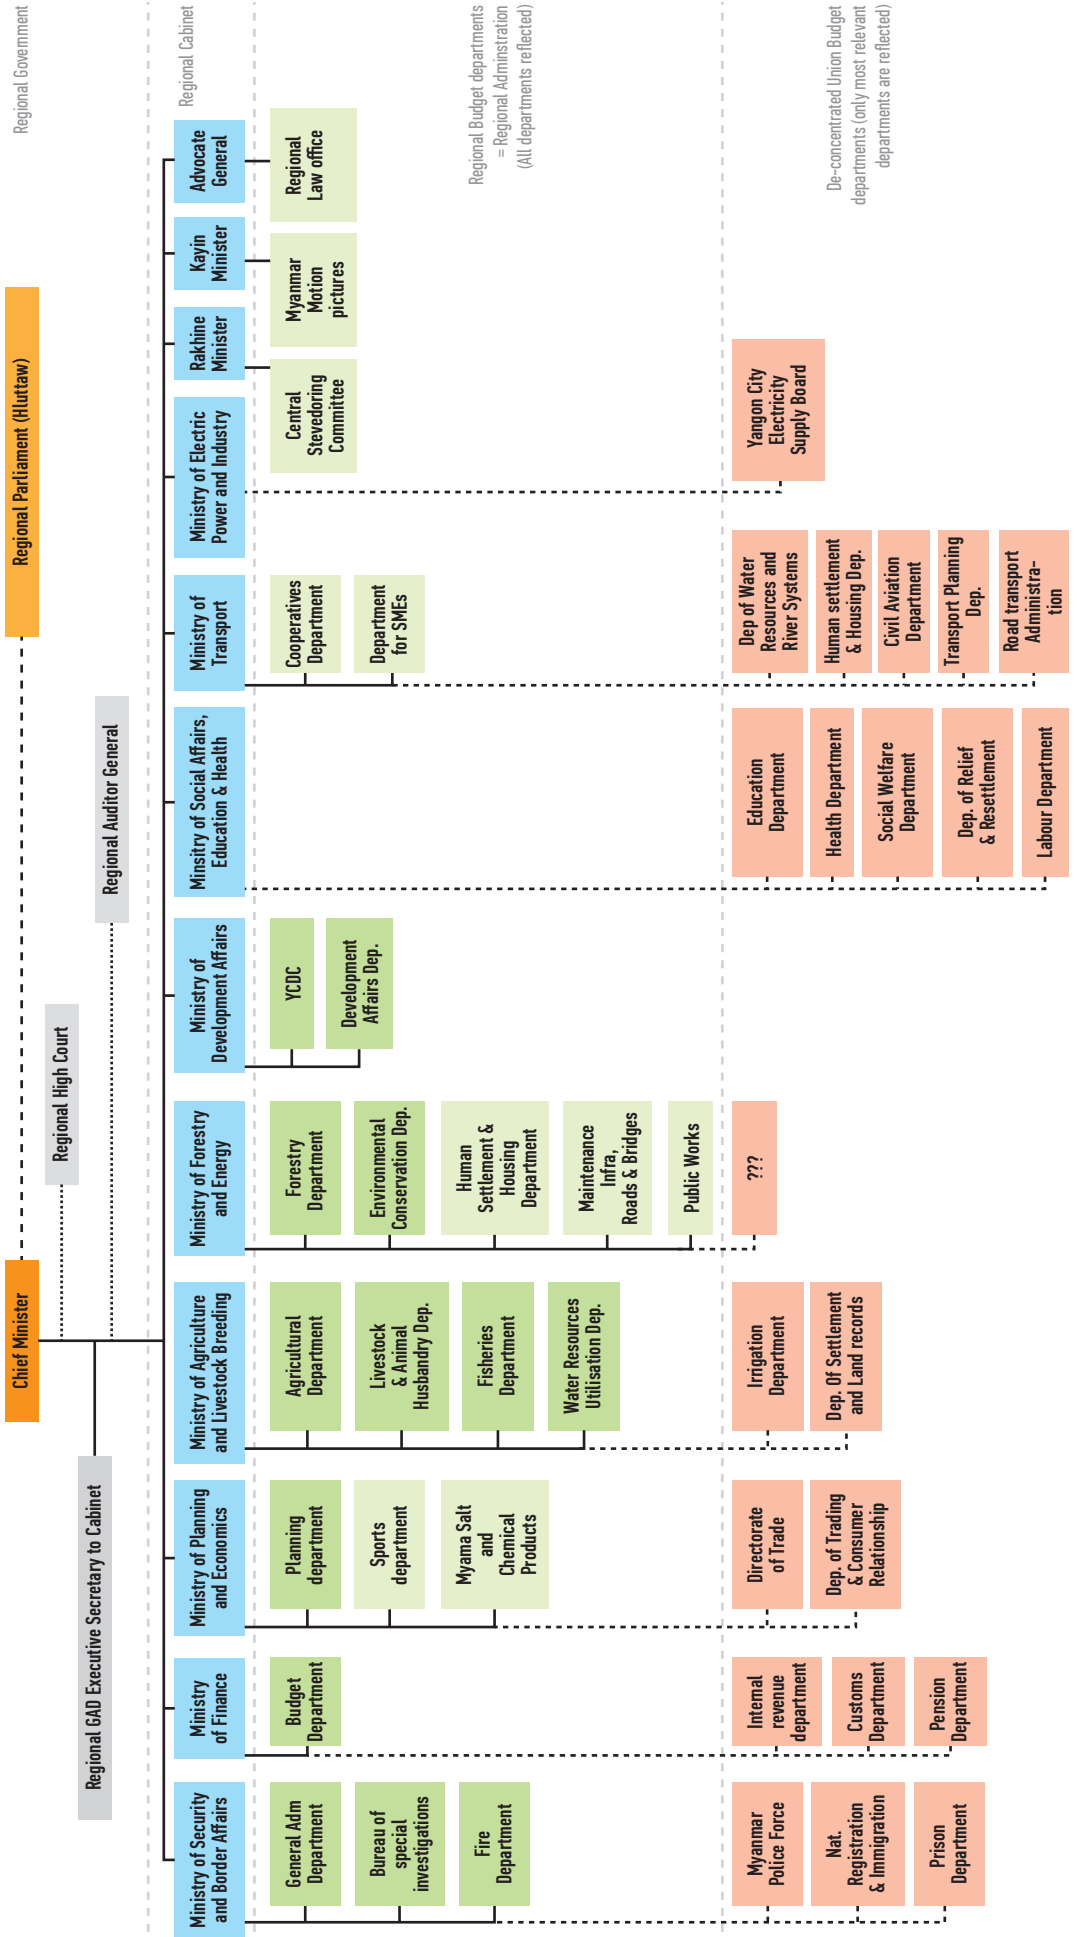 Chief Minister
Regional Parliament (Hluttaw)
Regional Government
Regional High Court
Regional GAD Executive Secretary to Cabinet
Regional Auditor General
Ministry of Security
and Border Affairs
Ministry
of Finance
Ministry of Planning
and Economics
Ministry of Agriculture
and Livestock Breeding
Ministry of Forestry
and Energy
Ministry of
Development Affairs
Minsitry of Social Affairs,
Education & Health
Ministry of
Transport
Ministry of Electric
Power and Industry
Rakhine
Minister
Kayin
Minister
Advocate
General
Regional Cabinet
General Adm
Department
Bureau of
special
investigations
Fire
Department
Budget
Department
Planning
department
Sports
department
Myama Salt
and
Chemical
Products
Agricultural
Department
Livestock
& Animal
Husbandry Dep.
Fisheries
Department
Water Resources
Utilisation Dep.
Forestry
Department
Environmental
Conservation Dep.
Human
Settlement &
Housing
Department
Maintenance
Infra,
Roads & Bridges
Public Works
YCDC
Development
Affairs Dep.
Cooperatives
Department
Department
for SMEs
Central
Stevedoring
Committee
Myanmar
Motion
pictures
Regional
Law office
Regional Budget departments
= Regional Adminstration
(All departments reflected)
Myanmar
Police Force
Nat.
Registration
& Immigration
Prison
Department
Internal
revenue
department
Customs
Department
Pension
Department
Directorate
of Trade
Dep. of Trading
& Consumer
Relationship
Irrigation
Department
Dep. Of Settlement
and Land records
???
Education
Department
Health Department
Social Welfare
Department
Dep. of Relief
& Resettlement
Labour Department
Dep of Water
Resources and
River Systems
Human settlement
& Housing Dep.
Civil Aviation
Department
Transport Planning
Dep.
Road transport
Administra-
tion
Yangon City
Electricity
Supply Board
De-concentrated Union Budget
departments (only most relevant
departments are reflected)